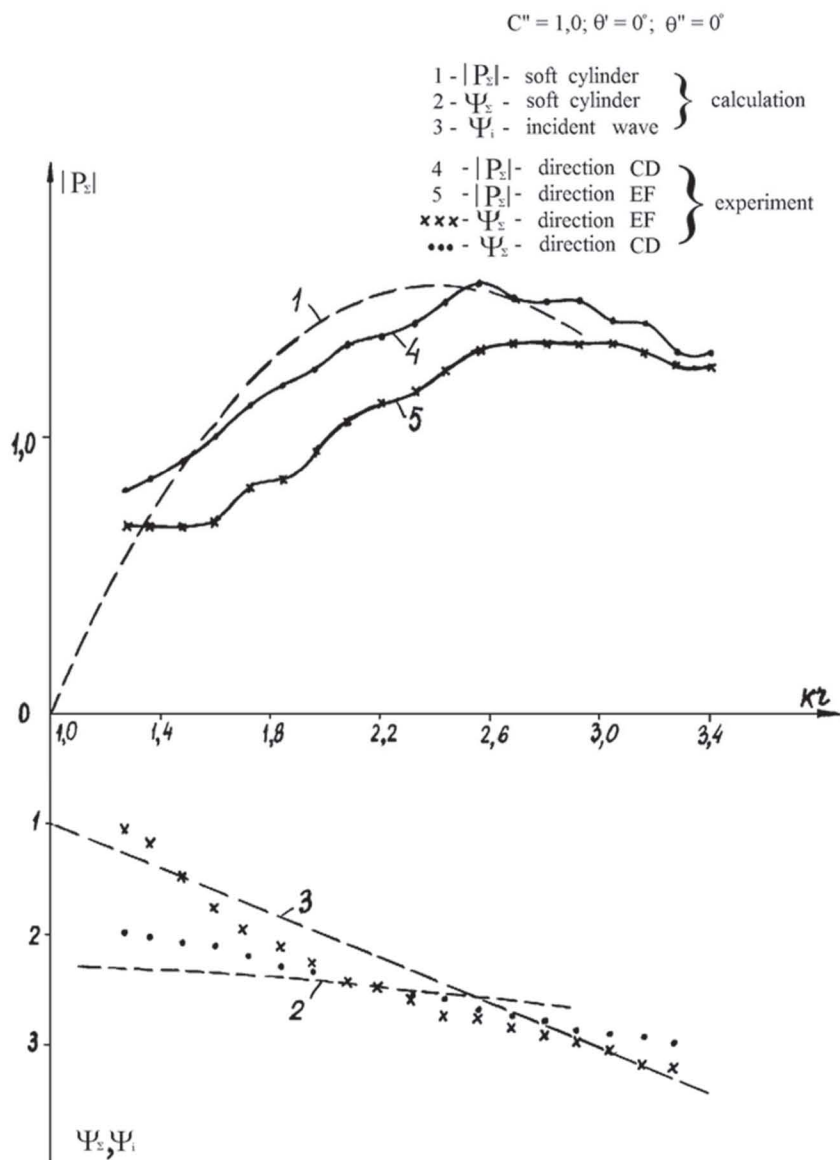 C" = 1,0; θ' = 0°; θ" = 0°
1 - |P_Σ| - soft cylinder
2 - Ψ_Σ - soft cylinder
3 - Ψ_i - incident wave
} calculation
4 - |P_Σ| - direction CD
5 - |P_Σ| - direction EF
××× - Ψ_Σ - direction EF
••• - Ψ_Σ - direction CD
} experiment
|P_Σ|
1
4
5
1,0
0
кг
1,0 1,4 1,8 2,2 2,6 3,0 3,4
1
3
2
2
3
Ψ_Σ,Ψ_i